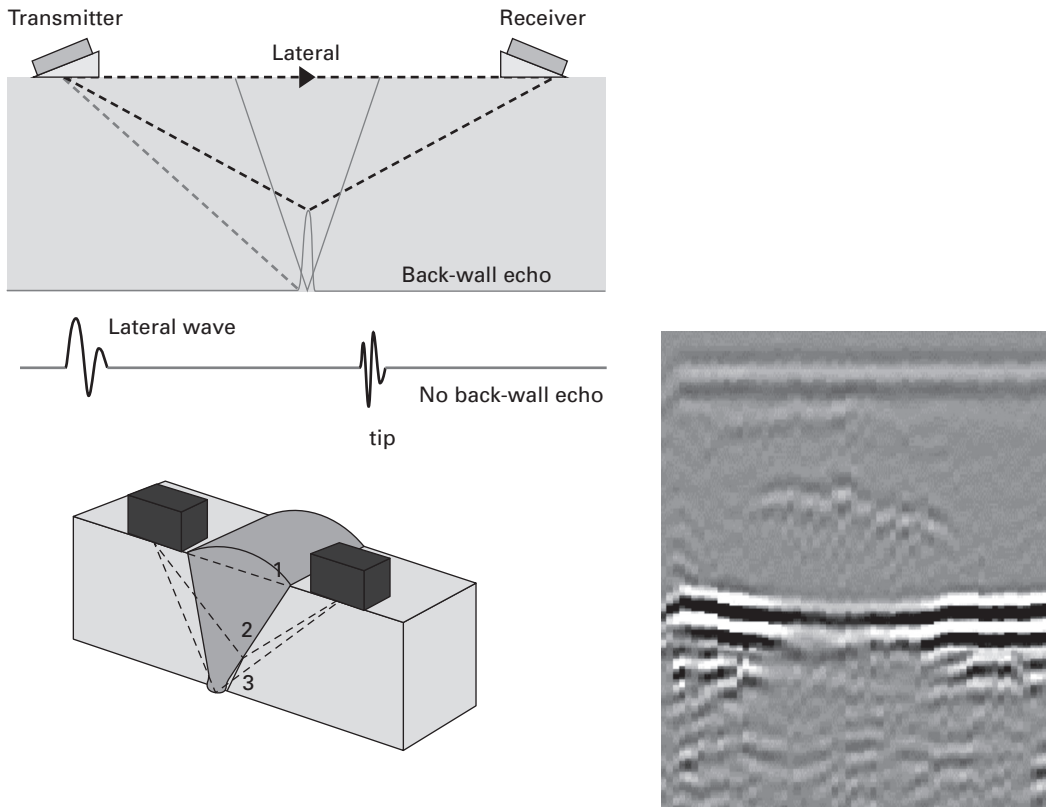 Transmitter
Receiver
Lateral
Back-wall echo
Lateral wave
No back-wall echo
tip
1
2
3